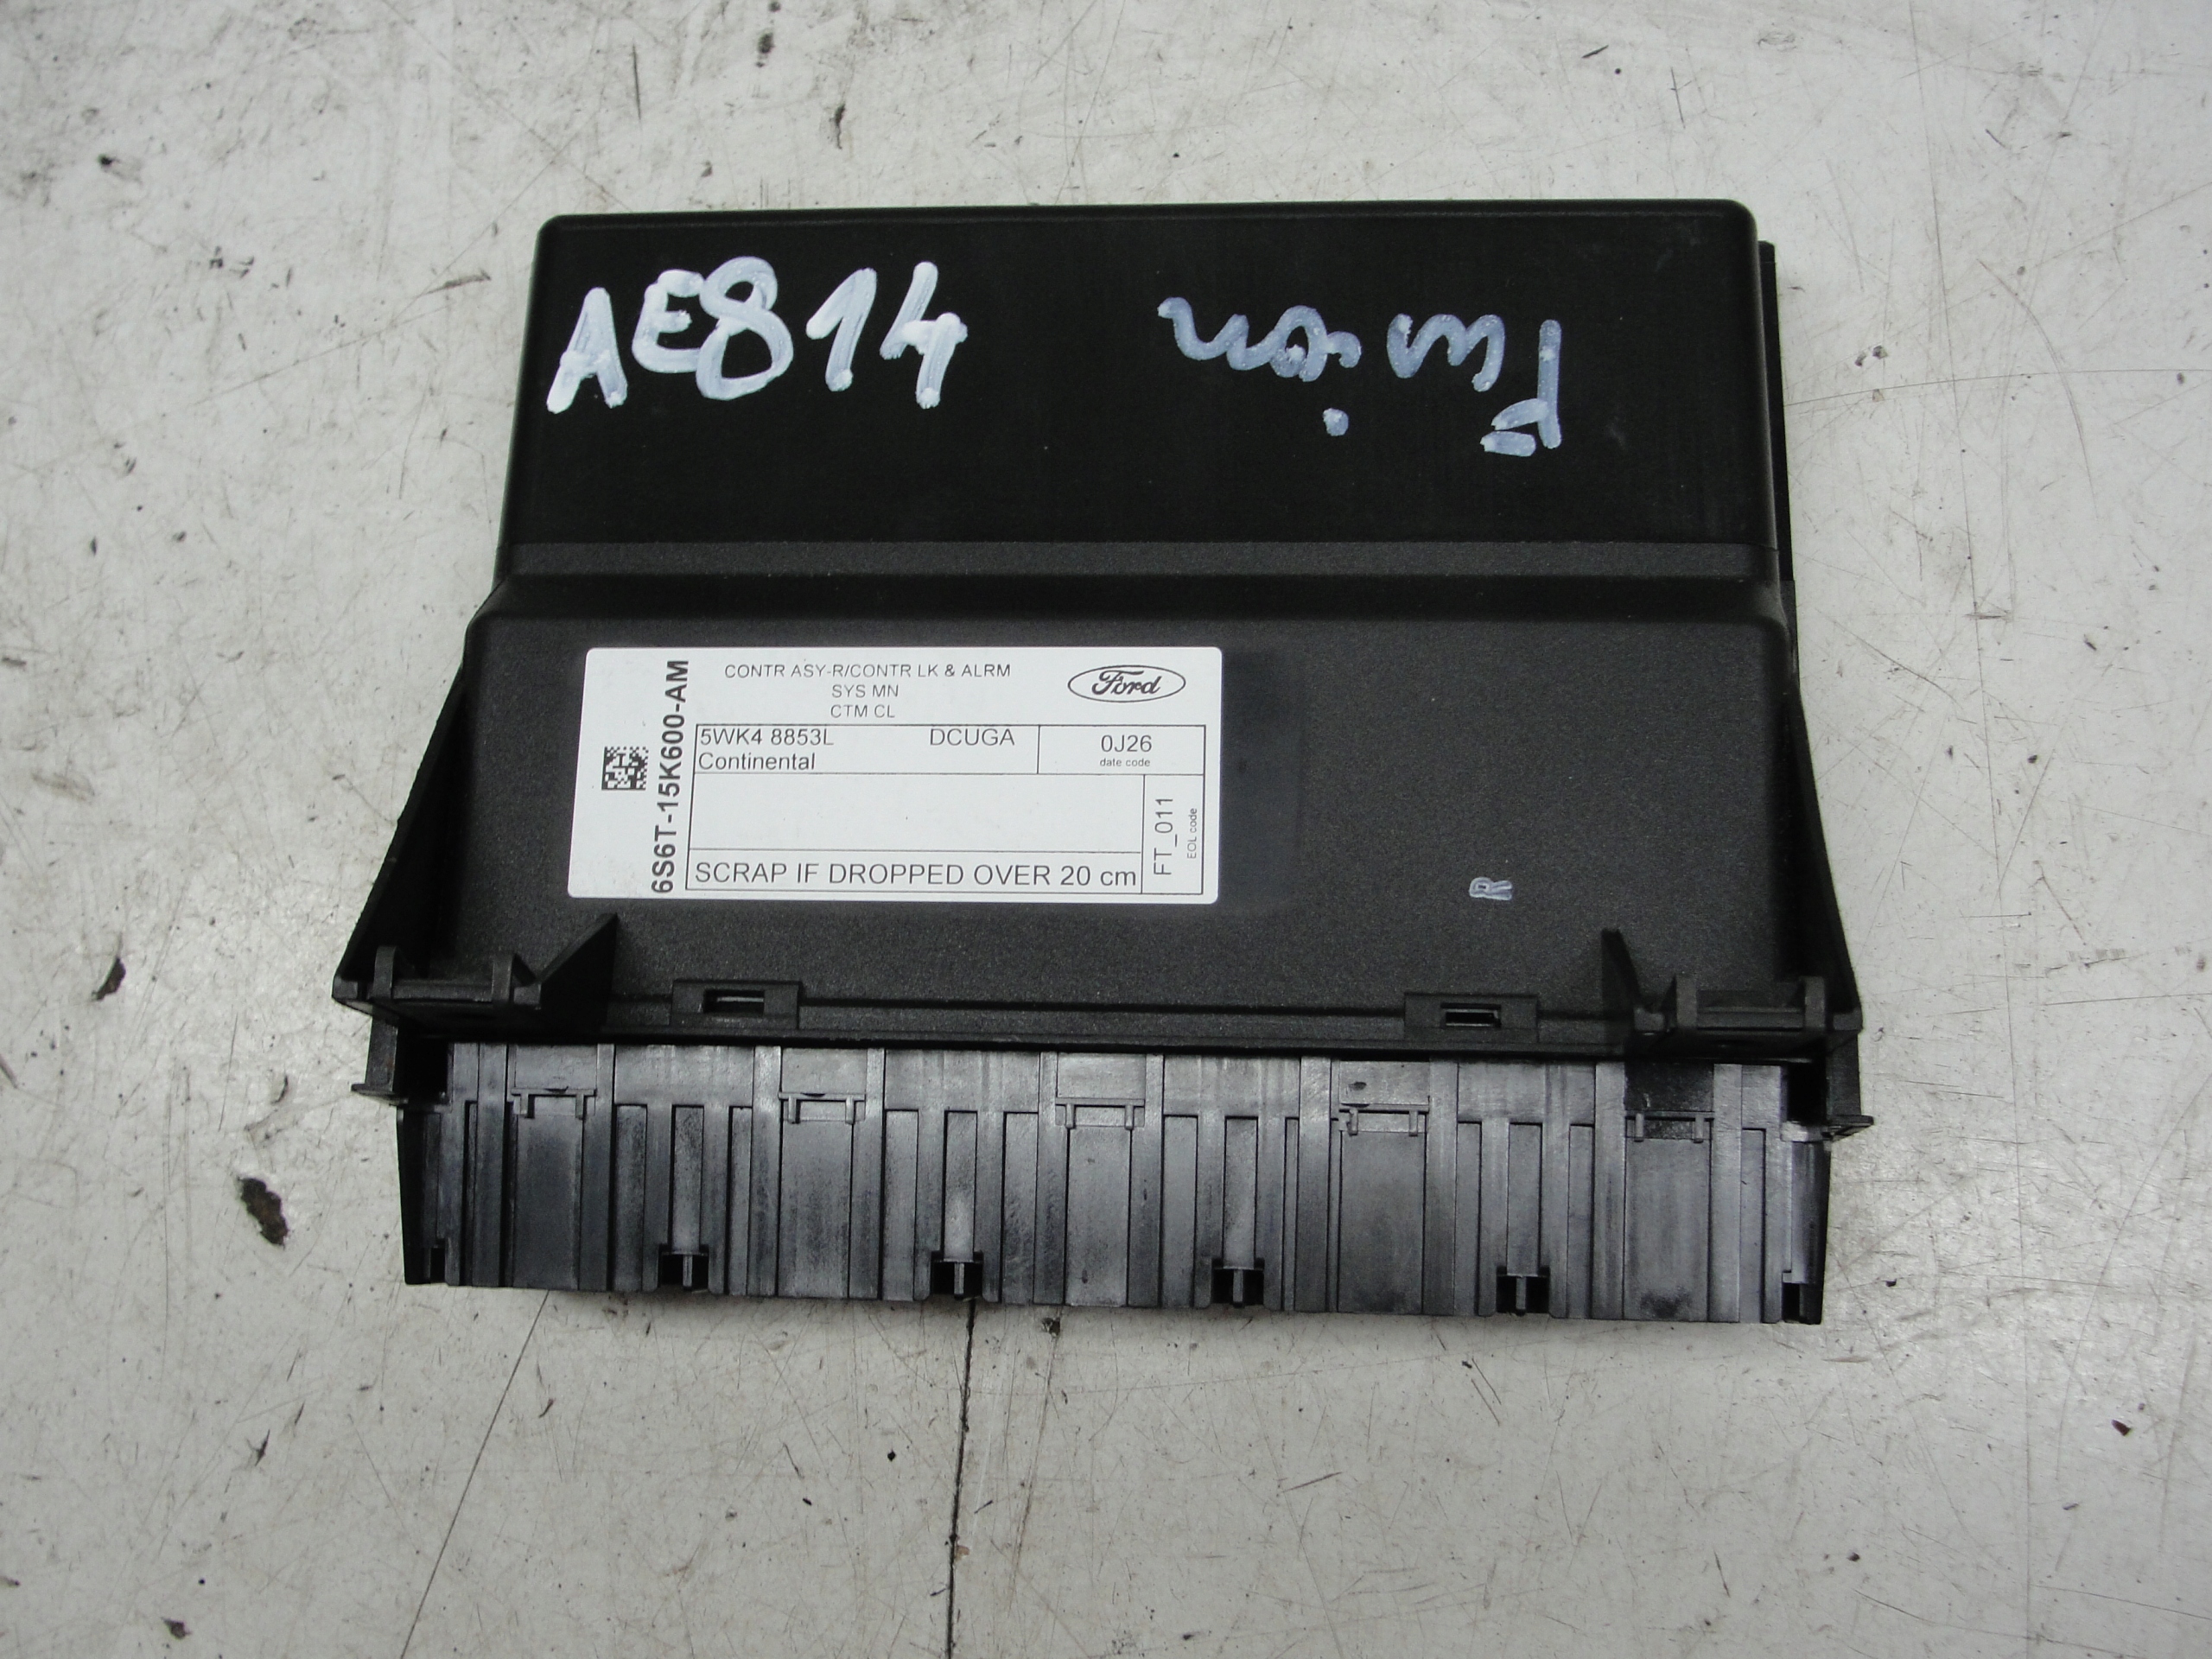 AE814
Fusion
CONTR ASY-R/CONTR LK & ALRM
SYS MN
CTM CL
Ford
6S6T-15K600-AM
5WK4 8853L DCUGA
Continental
0J26
date code
FT_011
EOL code
SCRAP IF DROPPED OVER 20 cm
R